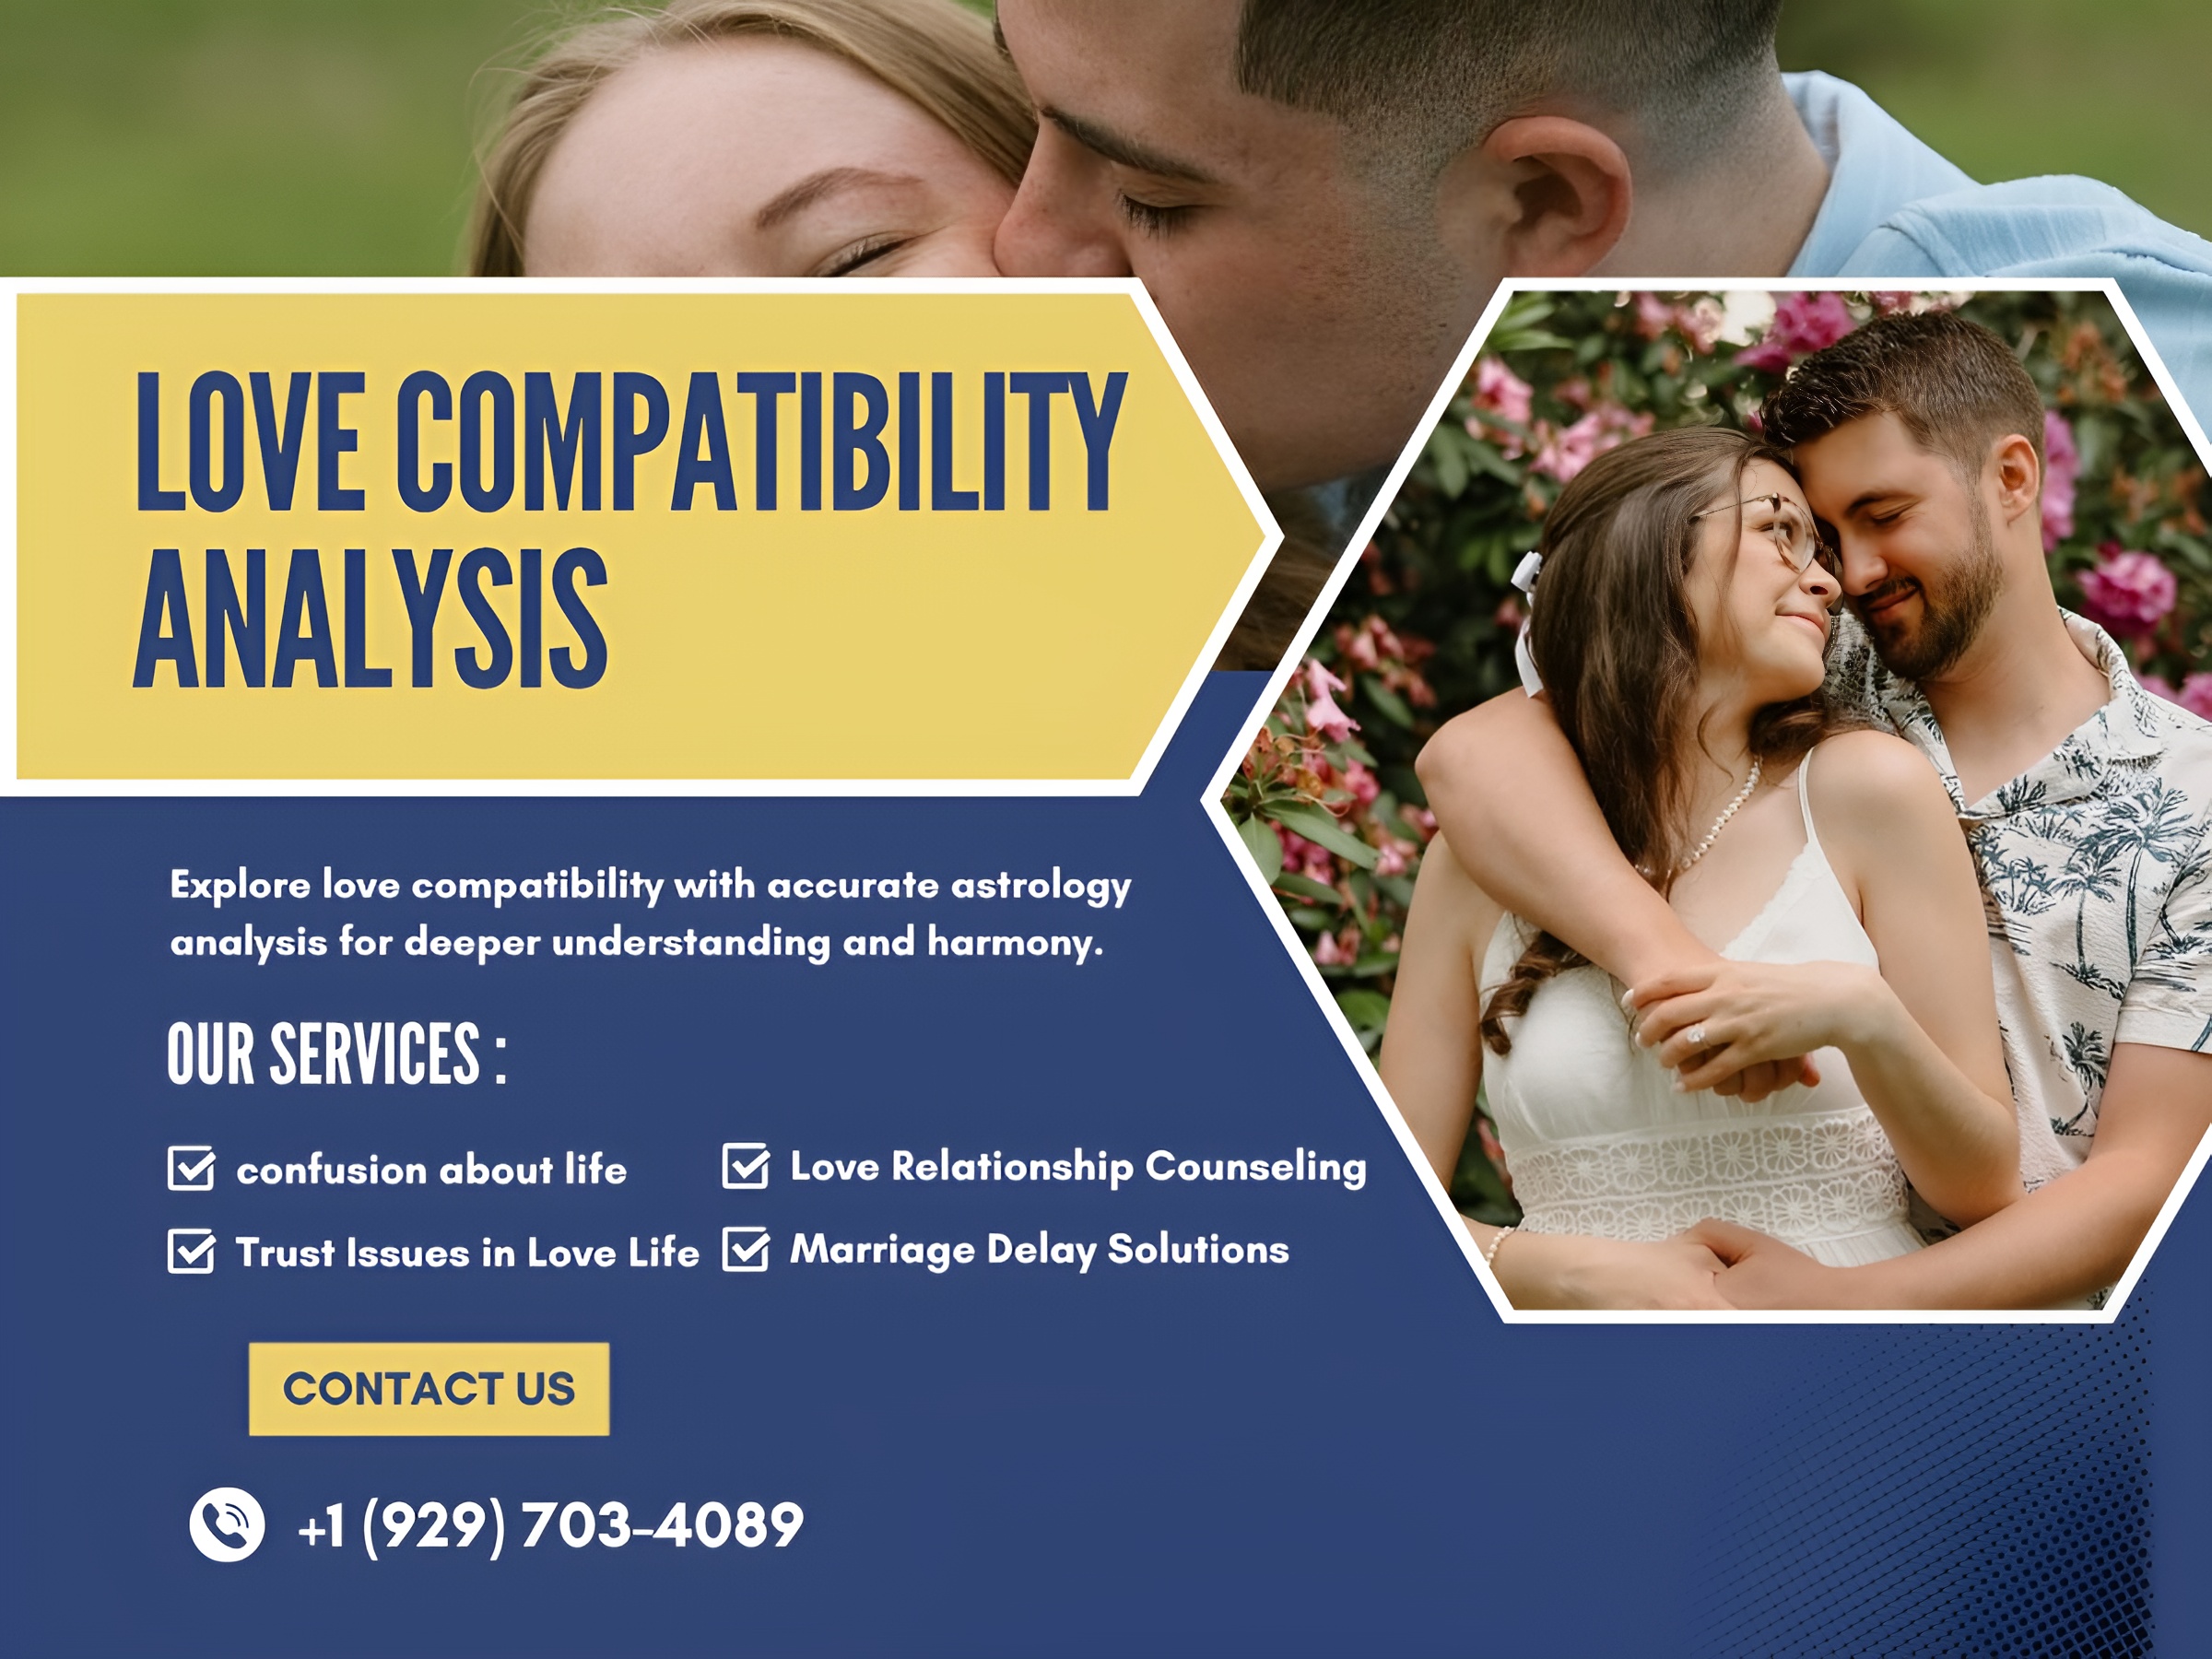 LOVE COMPATIBILITY
ANALYSIS
Explore love compatibility with accurate astrology
analysis for deeper understanding and harmony.
OUR SERVICES :
confusion about life
Love Relationship Counseling
Trust Issues in Love Life
Marriage Delay Solutions
CONTACT US
+1 (929) 703-4089